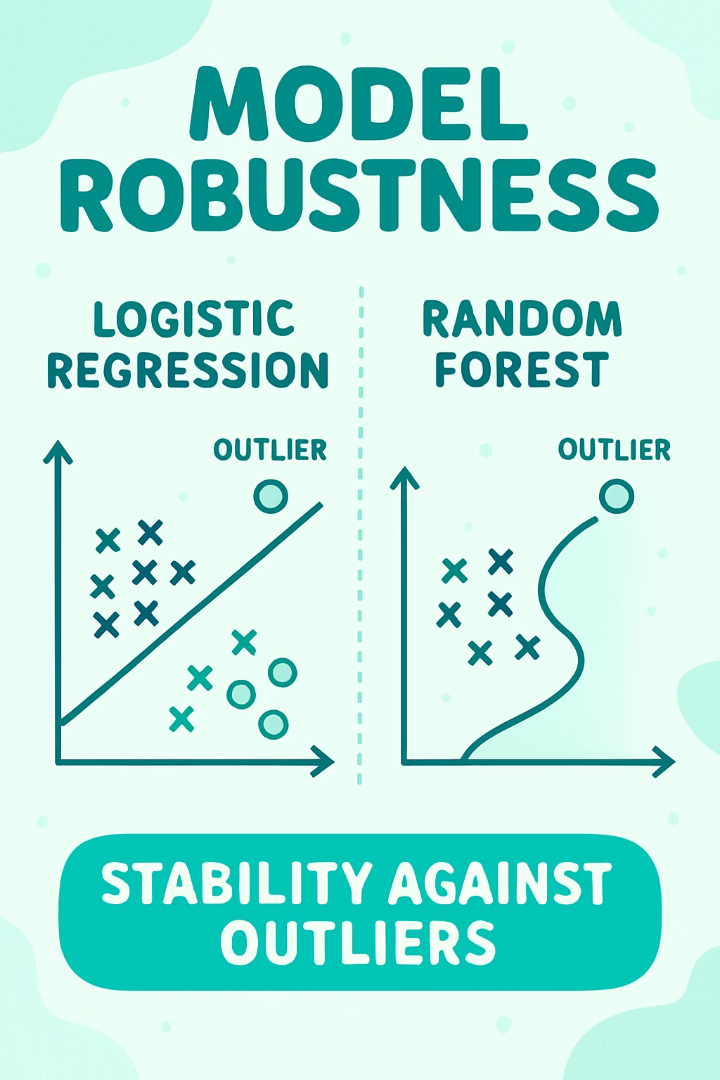 MODEL
ROBUSTNESS
LOGISTIC
REGRESSION
OUTLIER
RANDOM
FOREST
OUTLIER
STABILITY AGAINST
OUTLIERS